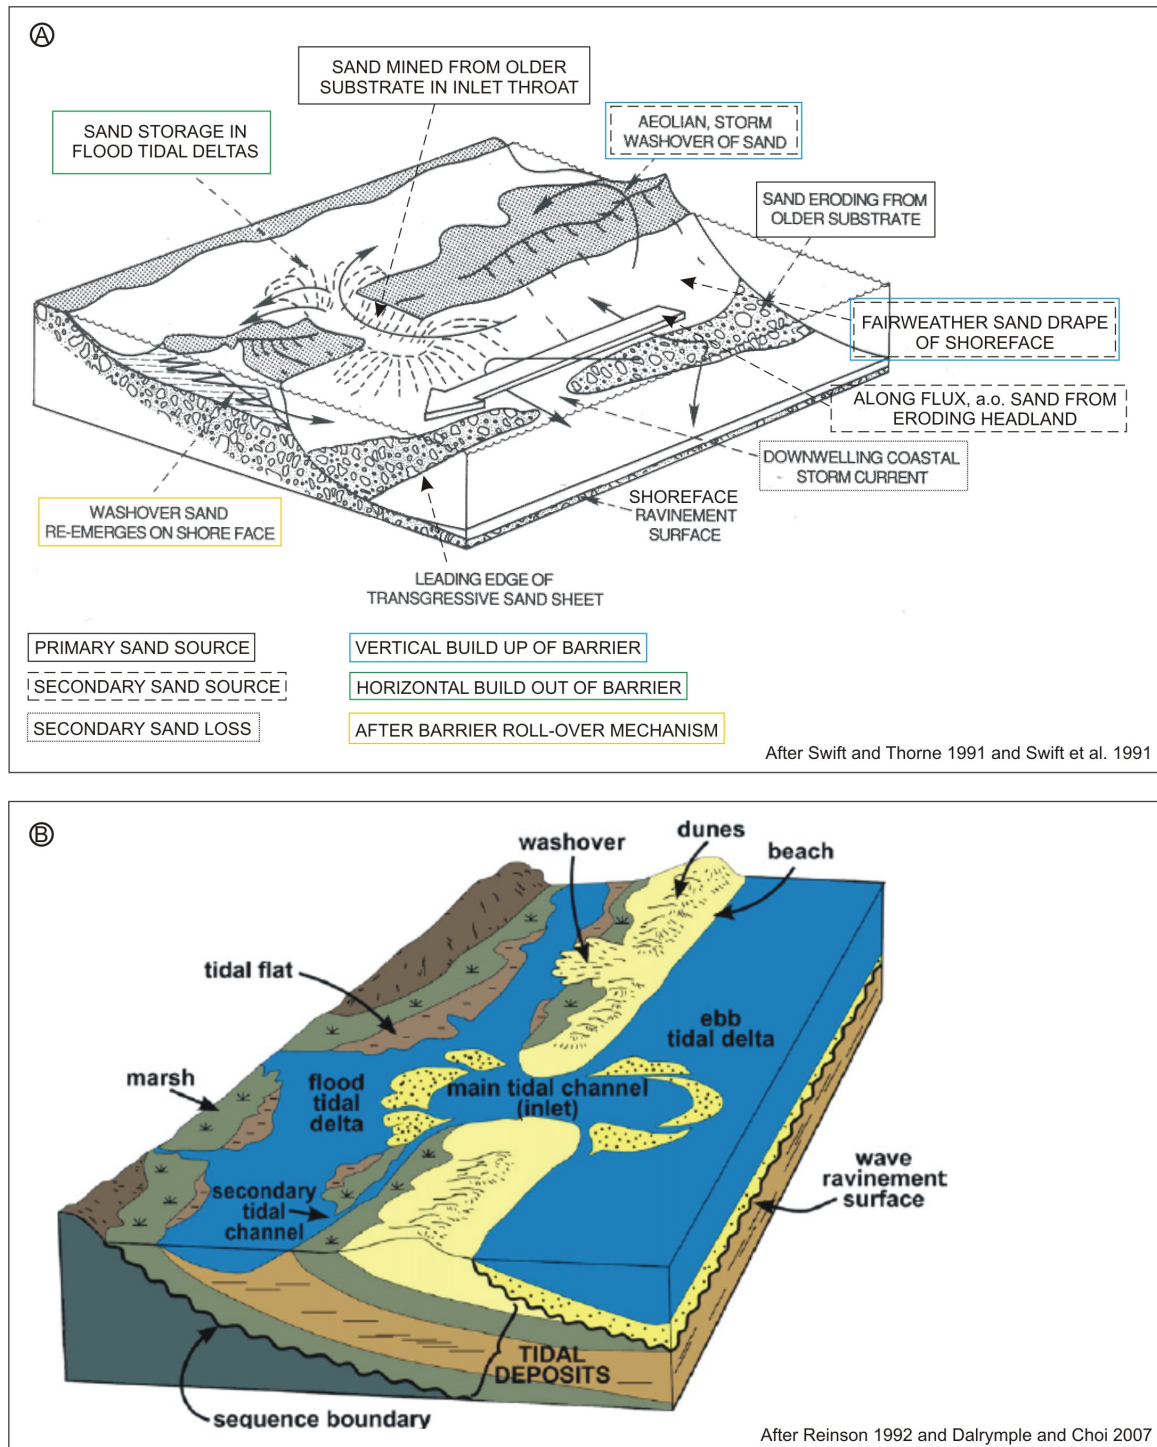 A
SAND MINED FROM OLDER
SUBSTRATE IN INLET THROAT
SAND STORAGE IN
FLOOD TIDAL DELTAS
AEOLIAN, STORM
WASHOVER OF SAND
SAND ERODING FROM
OLDER SUBSTRATE
FAIRWEATHER SAND DRAPE
OF SHOREFACE
ALONG FLUX, a.o. SAND FROM
ERODING HEADLAND
DOWNWELLING COASTAL
STORM CURRENT
WASHOVER SAND
RE-EMERGES ON SHORE FACE
SHOREFACE
RAVINEMENT
SURFACE
LEADING EDGE OF
TRANSGRESSIVE SAND SHEET
PRIMARY SAND SOURCE
VERTICAL BUILD UP OF BARRIER
SECONDARY SAND SOURCE
HORIZONTAL BUILD OUT OF BARRIER
SECONDARY SAND LOSS
AFTER BARRIER ROLL-OVER MECHANISM
After Swift and Thorne 1991 and Swift et al. 1991
B
dunes
washover
beach
tidal flat
ebb
tidal delta
marsh
flood
tidal
delta
main tidal channel
(inlet)
wave
ravinement
surface
secondary
tidal
channel
TIDAL
DEPOSITS
sequence boundary
After Reinson 1992 and Dalrymple and Choi 2007